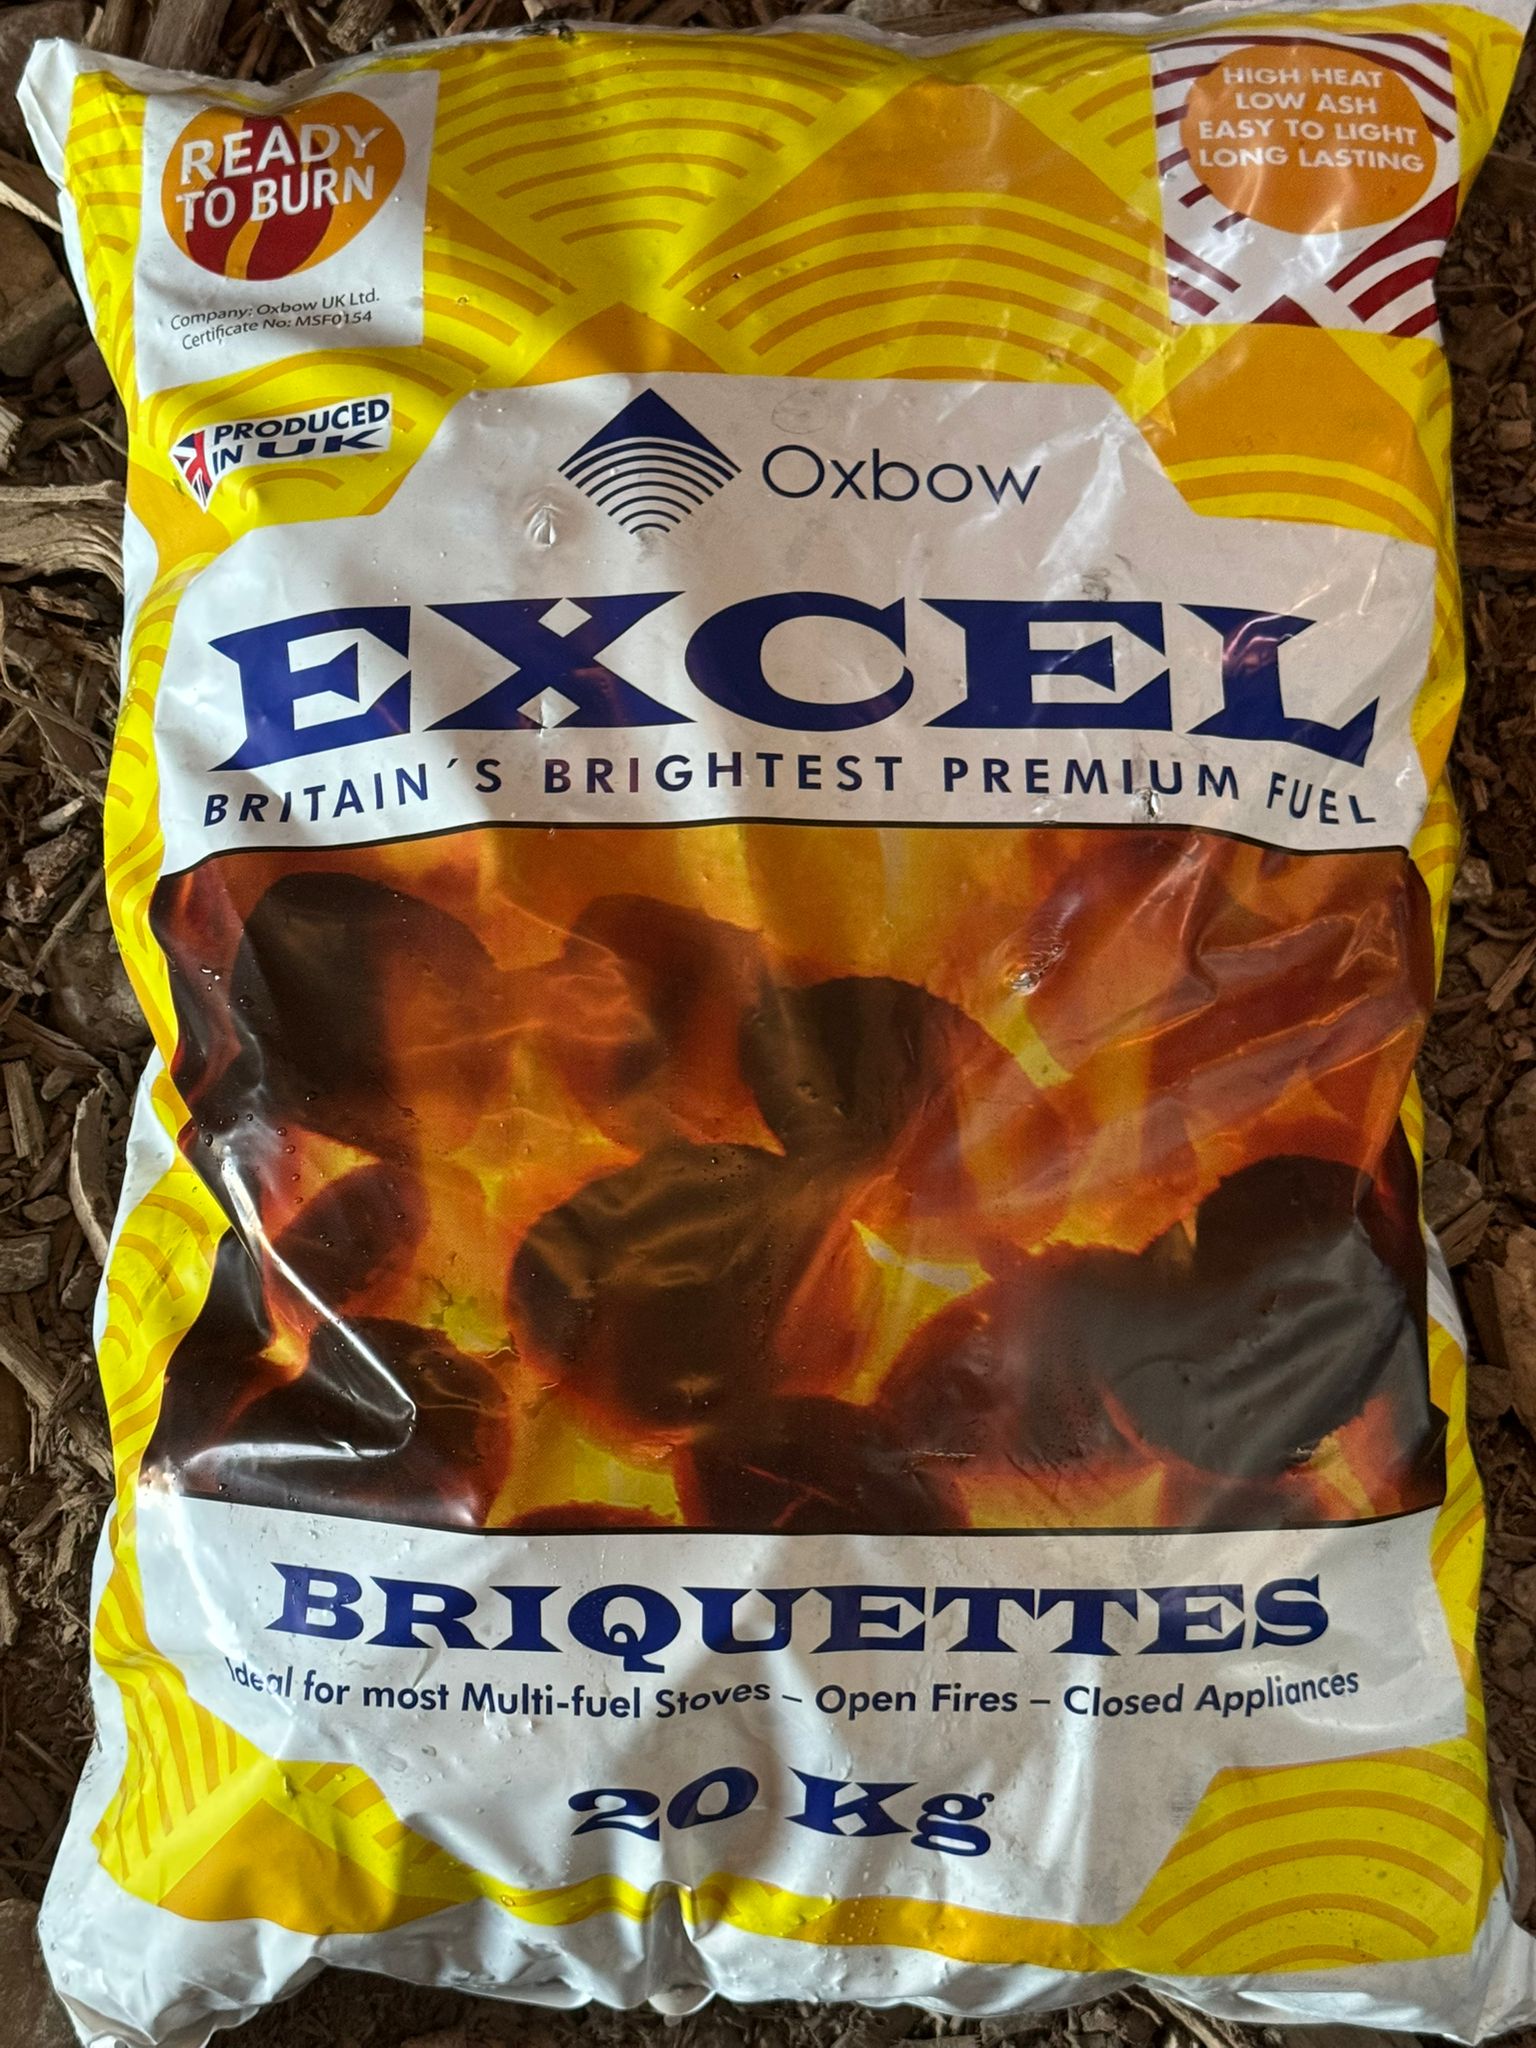 READY
TO BURN
Company: Oxbow UK Ltd.
Certificate No: MSF0154
HIGH HEAT
LOW ASH
EASY TO LIGHT
LONG LASTING
PRODUCED
IN UK
Oxbow
EXCEL
BRITAIN´S BRIGHTEST PREMIUM FUEL
BRIQUETTES
Ideal for most Multi-fuel Stoves – Open Fires – Closed Appliances
20 Kg